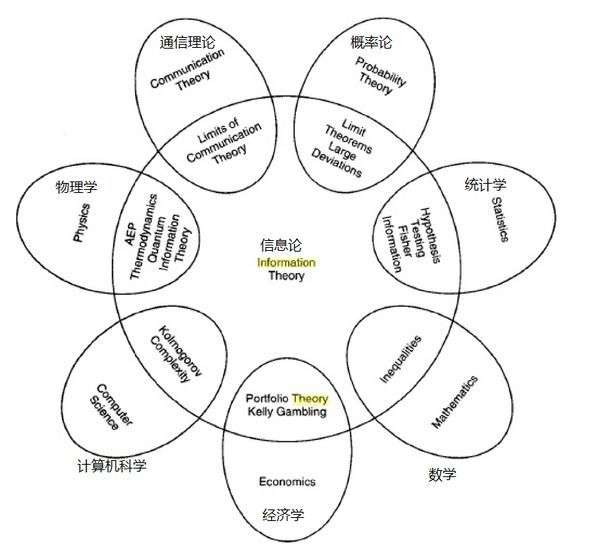 通信理论
Communication
Theory
Limits of
Communication
Theory
概率论
Probability
Theory
Limit
Theorems
Large
Deviations
物理学
Physics
AEP
Thermodynamics
Quantum
Information
Theory
信息论
Information
Theory
统计学
Statistics
Hypothesis
Testing
Fisher
Information
Kolmogorov
Complexity
Computer
Science
计算机科学
Portfolio Theory
Kelly Gambling
Economics
经济学
Inequalities
Mathematics
数学